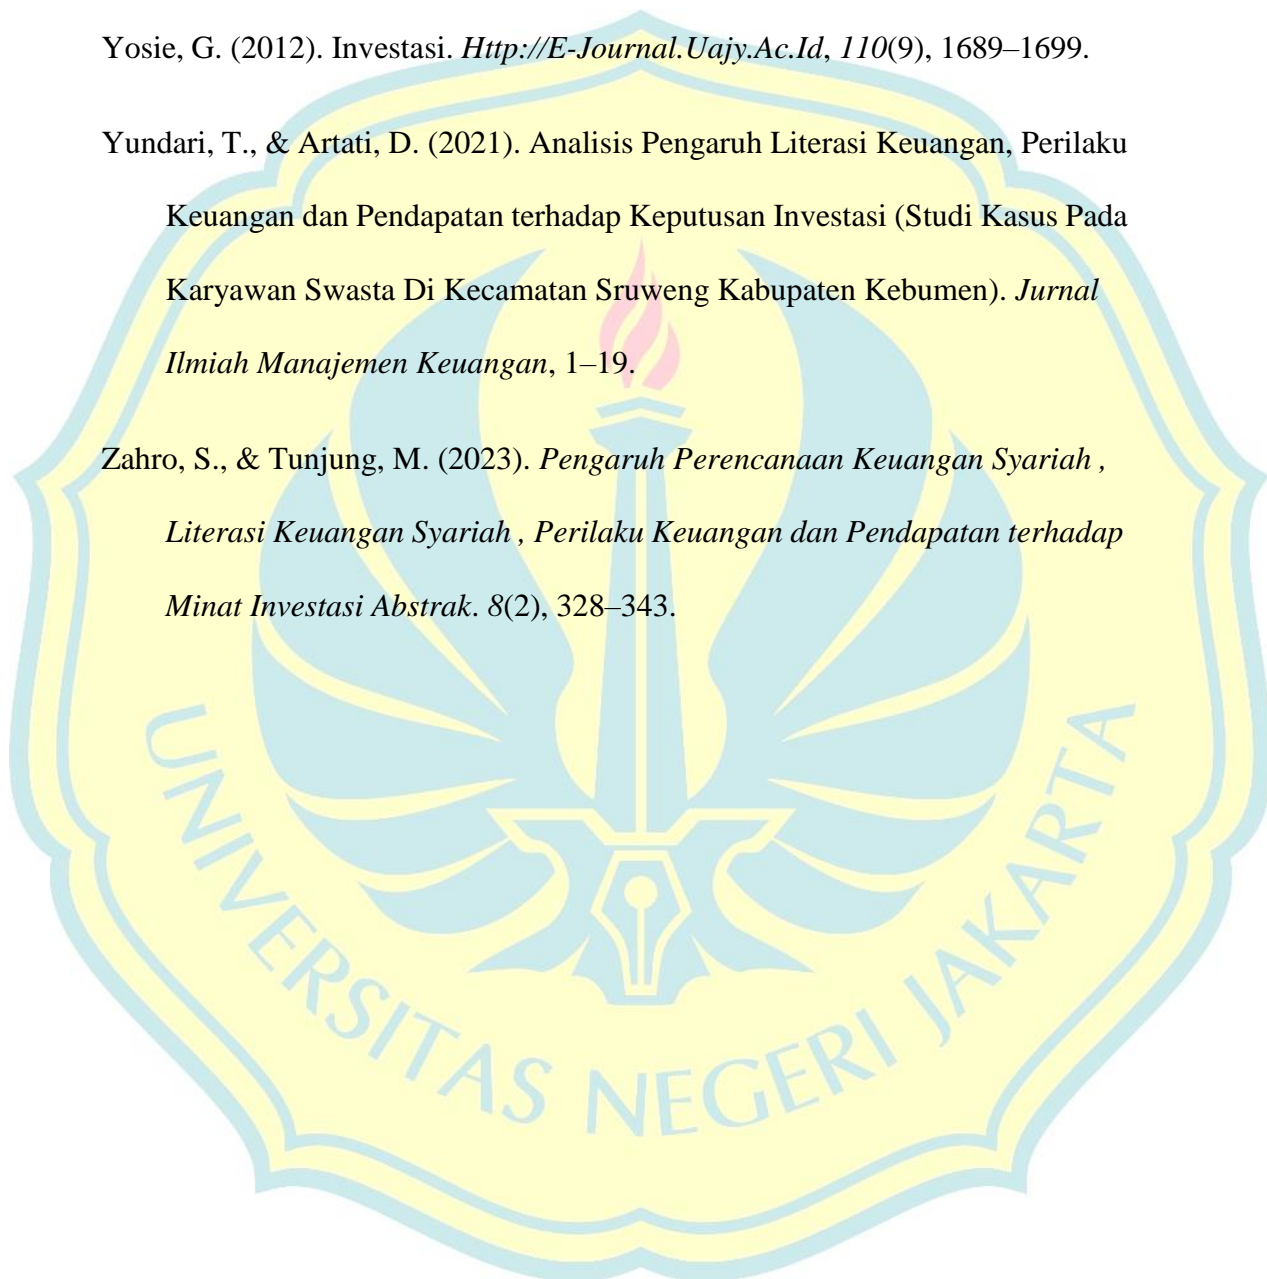 Yosie, G. (2012). Investasi. Http://E-Journal.Uajy.Ac.Id, 110(9), 1689–1699.
Yundari, T., & Artati, D. (2021). Analisis Pengaruh Literasi Keuangan, Perilaku
Keuangan dan Pendapatan terhadap Keputusan Investasi (Studi Kasus Pada
Karyawan Swasta Di Kecamatan Sruweng Kabupaten Kebumen). Jurnal
Ilmiah Manajemen Keuangan, 1–19.
Zahro, S., & Tunjung, M. (2023). Pengaruh Perencanaan Keuangan Syariah ,
Literasi Keuangan Syariah , Perilaku Keuangan dan Pendapatan terhadap
Minat Investasi Abstrak. 8(2), 328–343.
UNIVERSITAS NEGERI JAKARTA